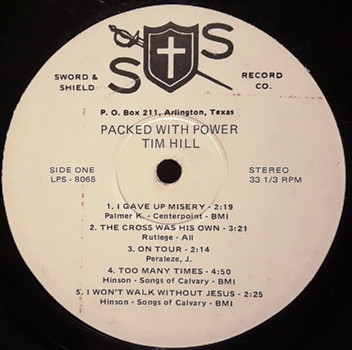 S S
SWORD &
SHIELD
RECORD
CO.
P. O. Box 211, Arlington, Texas
PACKED WITH POWER
TIM HILL
SIDE ONE
LPS - 8065
STEREO
33 1/3 RPM
1. I GAVE UP MISERY - 2:19
Palmer K. - Centerpoint - BMI
2. THE CROSS WAS HIS OWN - 3:21
Rutlege - All
3. ON TOUR - 2:14
Peraleze, J.
4. TOO MANY TIMES - 4:50
Hinson - Songs of Calvary - BMI
5. I WON'T WALK WITHOUT JESUS - 2:25
Hinson - Songs of Calvary - BMI